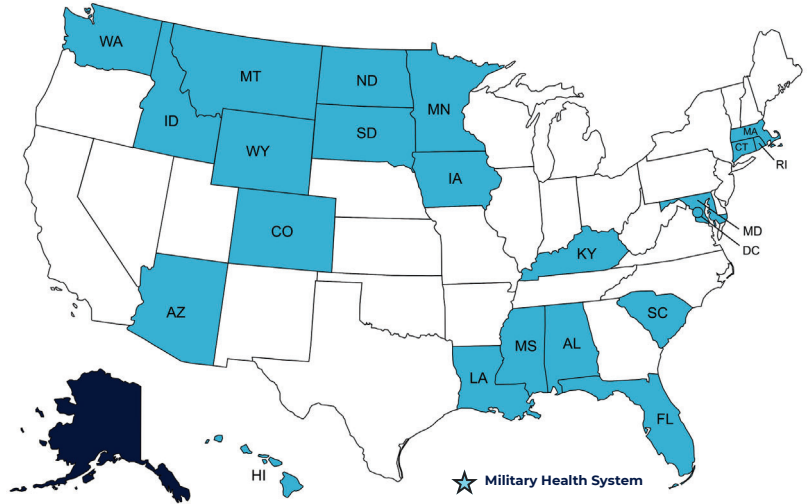 WA
MT
ND
MN
ID
SD
WY
MA
CT
RI
IA
CO
MD
DC
KY
AZ
SC
MS
AL
LA
FL
HI
Military Health System